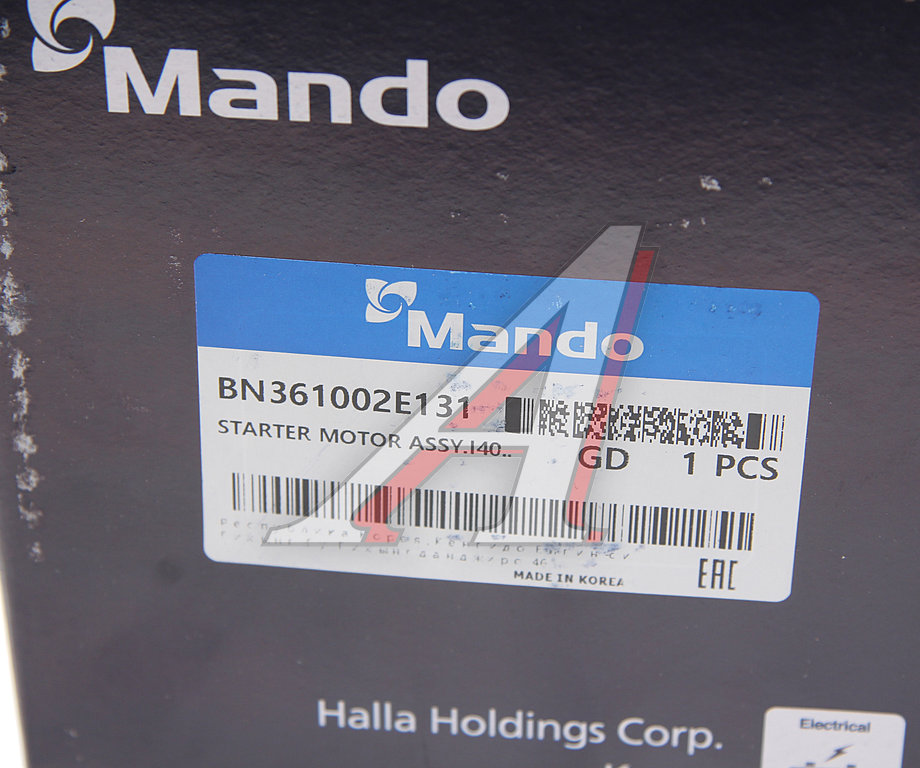 Mando
Mando
BN361002E131
STARTER MOTOR ASSY.I40..
GD 1 PCS
MADE IN KOREA
EAC
Halla Holdings Corp.
Electrical